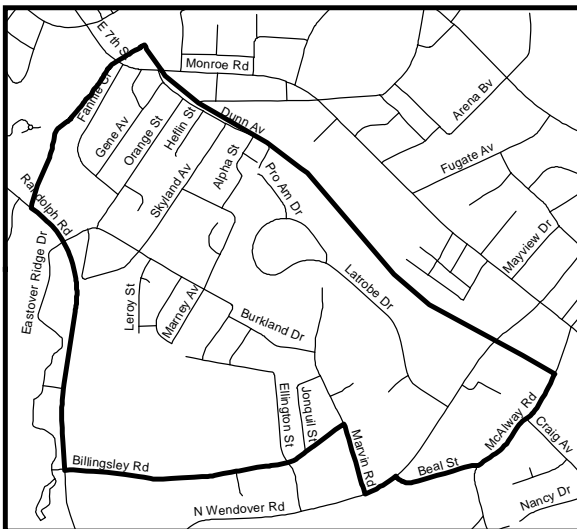 E 7th S
Monroe Rd
Fannie Cr
Arena Bv
Gene Av
Orange St
Heflin St
Dunn Av
Fugate Av
Skyland Av
Alpha St
Pro Am Dr
Randolph Rd
Mayview Dr
Eastover Ridge Dr
Latrobe Dr
Leroy St
Marney Av
Burkland Dr
Ellington St
Jonquil St
Marvin Rd
McAlway Rd
Craig Av
Billingsley Rd
Beal St
N Wendover Rd
Nancy Dr